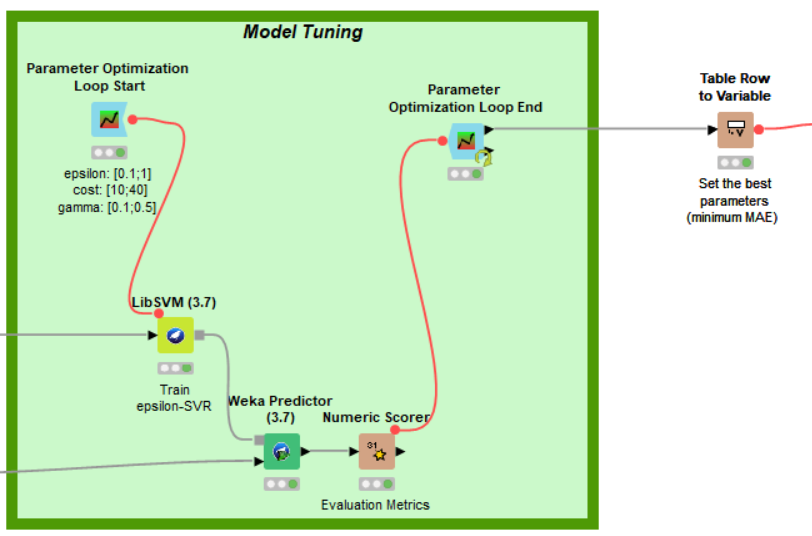 Model Tuning
Parameter Optimization
Loop Start
epsilon: [0.1;1]
cost: [10;40]
gamma: [0.1;0.5]
Parameter
Optimization Loop End
Table Row
to Variable
Set the best
parameters
(minimum MAE)
LibSVM (3.7)
Train
epsilon-SVR
Weka Predictor
(3.7)
Numeric Scorer
31
Evaluation Metrics